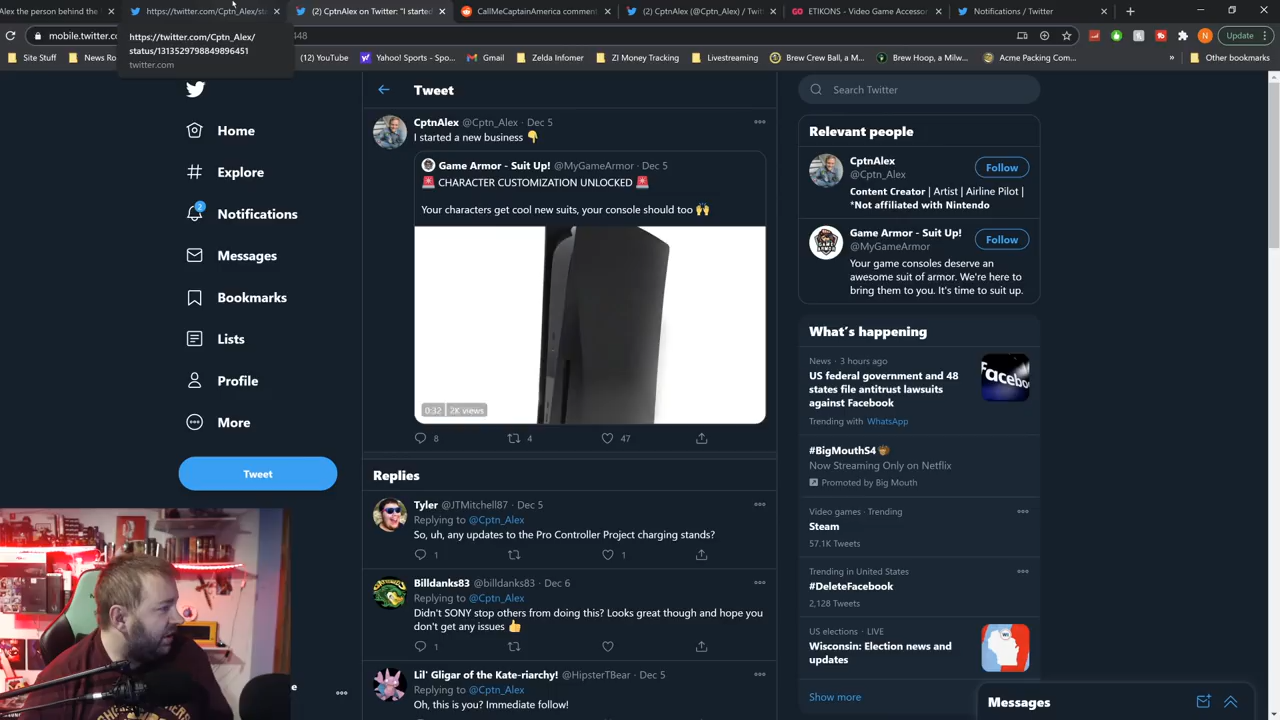 Alex the person behind the
https://twitter.com/Cptn_Alex/st
(2) CptnAlex on Twitter: "I started
CallMeCaptainAmerica comment
(2) CptnAlex (@Cptn_Alex) / Twit
ETIKONS - Video Game Accessor
Notifications / Twitter
mobile.twitter.c
348
Update
https://twitter.com/Cptn_Alex/
status/1313529798849896451
twitter.com
Site Stuff
News Ro
(12) YouTube
Yahoo! Sports - Spo...
Gmail
Zelda Infomer
ZI Money Tracking
Livestreaming
Brew Crew Ball, a M...
Brew Hoop, a Milw...
Acme Packing Com...
»
Other bookmarks
Home
Explore
2
Notifications
Messages
Bookmarks
Lists
Profile
More
Tweet
Tweet
CptnAlex @Cptn_Alex · Dec 5
I started a new business 👇
Game Armor - Suit Up! @MyGameArmor · Dec 5
🚨 CHARACTER CUSTOMIZATION UNLOCKED 🚨
Your characters get cool new suits, your console should too 🙌
0:32 2K views
8 4 47
Replies
Tyler @JTMitchell87 · Dec 5
Replying to @Cptn_Alex
So, uh, any updates to the Pro Controller Project charging stands?
1 1
Billdanks83 @billdanks83 · Dec 6
Replying to @Cptn_Alex
Didn't SONY stop others from doing this? Looks great though and hope you
don't get any issues 👍
1
Lil' Gligar of the Kate-riarchy! @HipsterTBear · Dec 5
Replying to @Cptn_Alex
Oh, this is you? Immediate follow!
Search Twitter
Relevant people
CptnAlex
@Cptn_Alex
Follow
Content Creator | Artist | Airline Pilot |
*Not affiliated with Nintendo
Game Armor - Suit Up!
@MyGameArmor
Follow
Your game consoles deserve an
awesome suit of armor. We're here to
bring them to you. It's time to suit up.
What's happening
News · 3 hours ago
US federal government and 48
states file antitrust lawsuits
against Facebook
Trending with WhatsApp
#BigMouthS4
Now Streaming Only on Netflix
Promoted by Big Mouth
Video games · Trending
Steam
57.1K Tweets
Trending in United States
#DeleteFacebook
2,128 Tweets
US elections · LIVE
Wisconsin: Election news and
updates
Show more
Messages